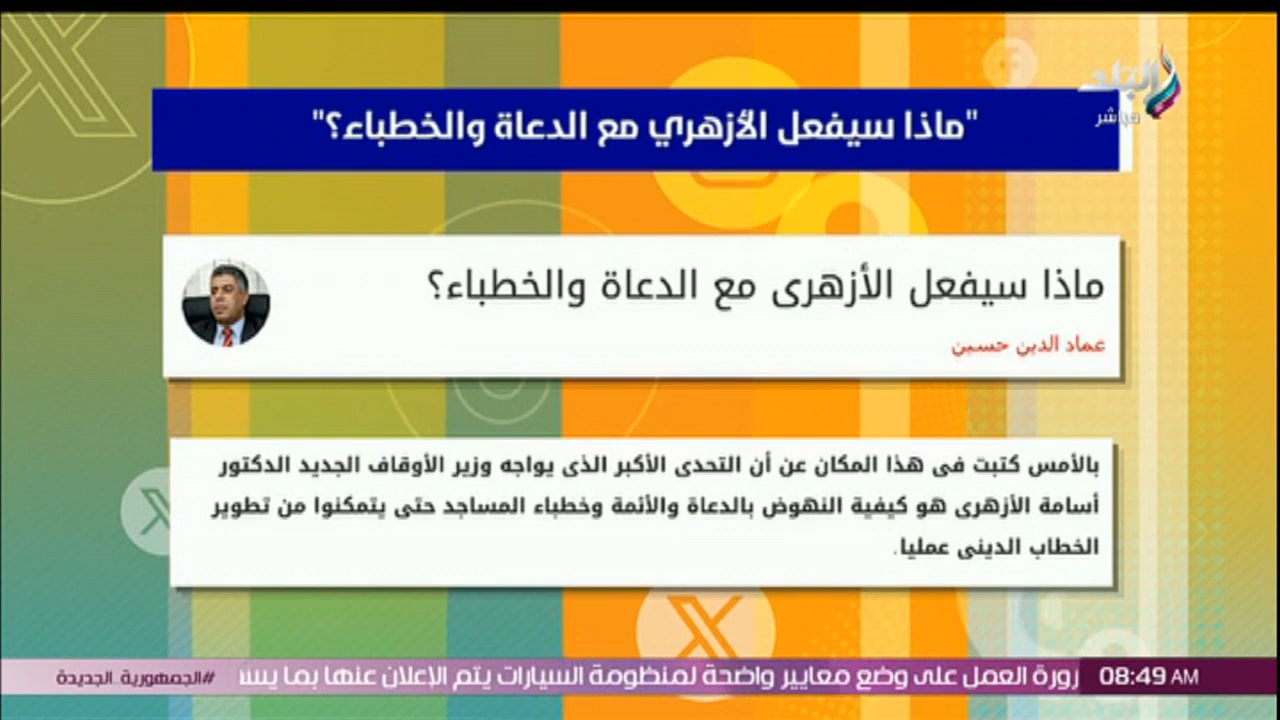 البلد
مباشر
"ماذا سيفعل الأزهري مع الدعاة والخطباء؟"
ماذا سيفعل الأزهرى مع الدعاة والخطباء؟
عماد الدين حسين
بالأمس كتبت فى هذا المكان عن أن التحدى الأكبر الذى يواجه وزير الأوقاف الجديد الدكتور
أسامة الأزهرى هو كيفية النهوض بالدعاة والأئمة وخطباء المساجد حتى يتمكنوا من تطوير
الخطاب الدينى عمليا.
08:49 AM
زورة العمل على وضع معايير واضحة لمنظومة السيارات يتم الإعلان عنها بما يس
#الجمهورية الجديدة